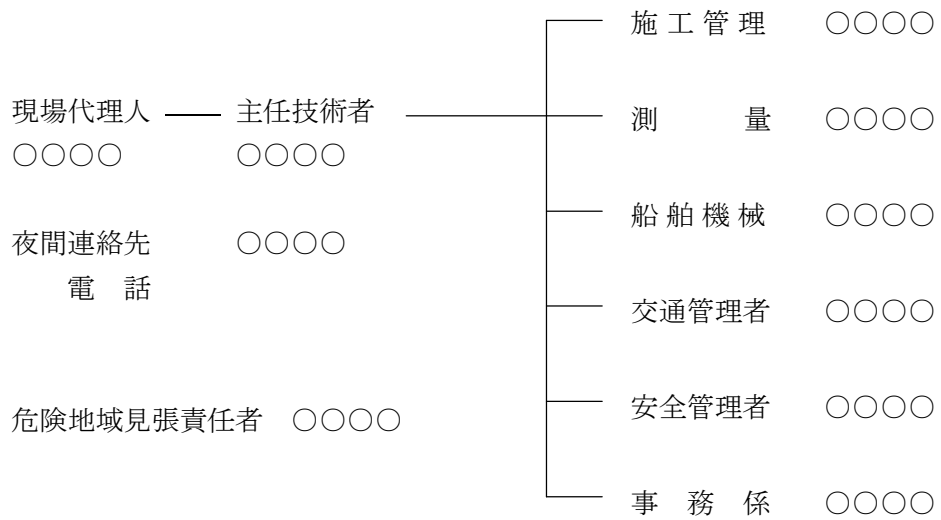 施工管理 ○○○○
現場代理人 主任技術者
○○○○ ○○○○
測量 ○○○○
船舶機械 ○○○○
夜間連絡先 ○○○○
電話
交通管理者 ○○○○
危険地域見張責任者 ○○○○
安全管理者 ○○○○
事務係 ○○○○